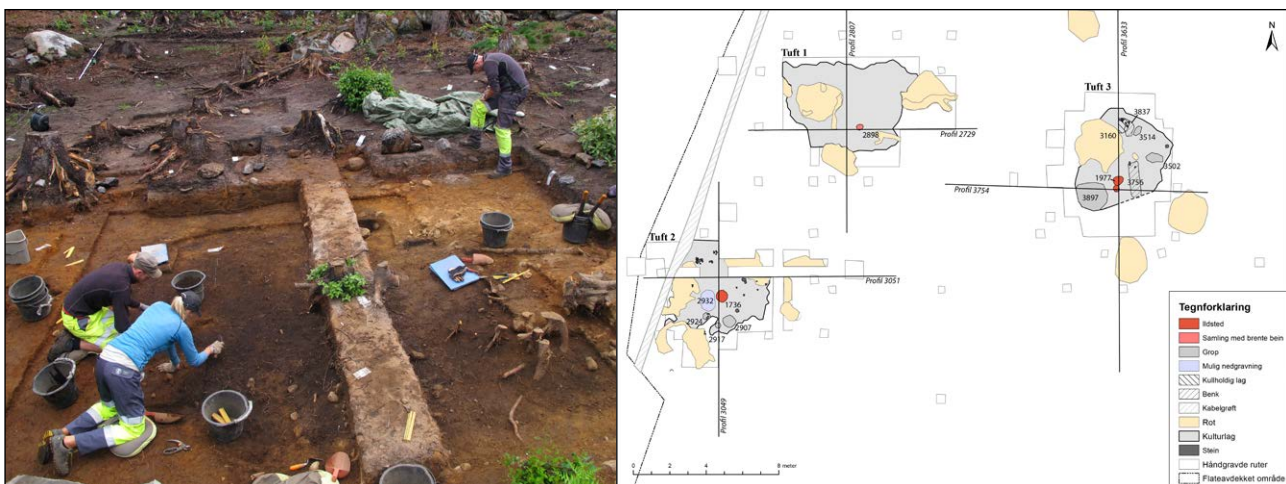 N
Tuft 1
Profil 2807
2898
Profil 2729
Profil 3633
Tuft 3
3837
3160
3514
3502
1977
3756
3897
Profil 3754
Tuft 2
Profil 3051
2932
1736
2924
2907
2917
Profil 3049
0 2 4 8 meter
Tegnforklaring
Ildsted
Samling med brente bein
Grop
Mulig nedgravning
Kullholdig lag
Benk
Kabelgrøft
Rot
Kulturlag
Stein
Håndgravde ruter
Flateavdekket område